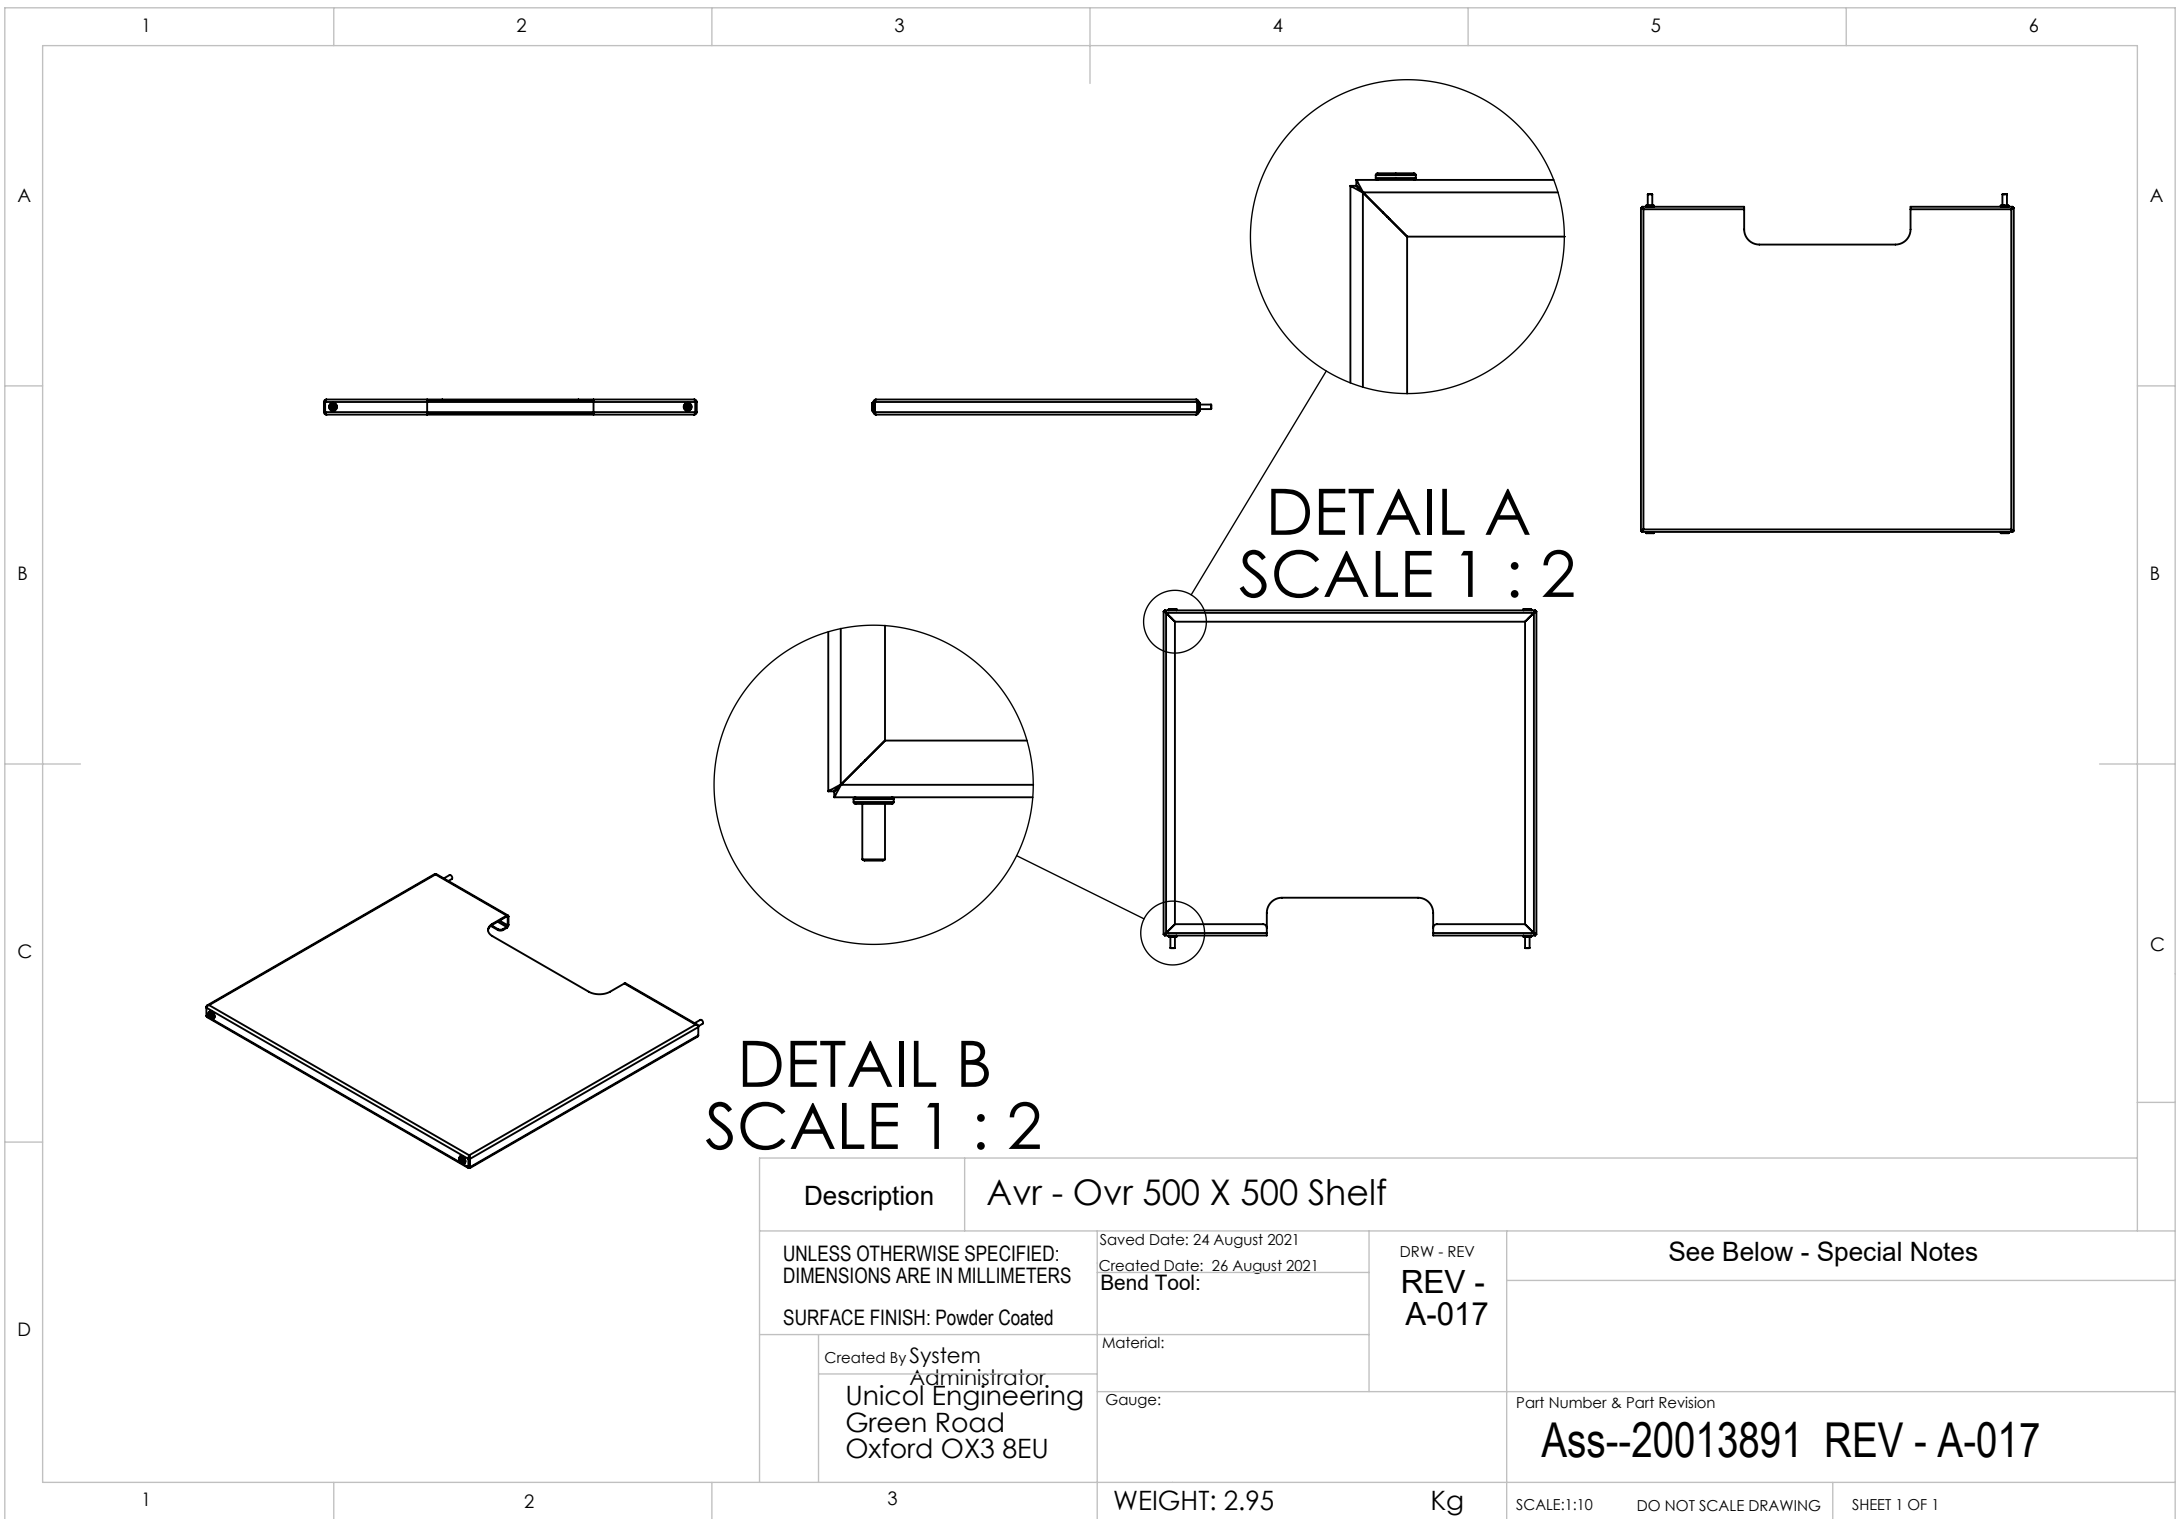 1 2 3 4 5 6
A A
DETAIL A
SCALE 1 : 2
B B
C C
DETAIL B
SCALE 1 : 2
Description Avr - Ovr 500 X 500 Shelf
UNLESS OTHERWISE SPECIFIED:
DIMENSIONS ARE IN MILLIMETERS
SURFACE FINISH: Powder Coated
Saved Date: 24 August 2021
Created Date: 26 August 2021
Bend Tool:
DRW - REV
REV -
A-017
See Below - Special Notes
D
Created By System
Administrator
Unicol Engineering
Green Road
Oxford OX3 8EU
Material:
Gauge:
Part Number & Part Revision
Ass--20013891 REV - A-017
1 2 3
WEIGHT: 2.95 Kg
SCALE:1:10 DO NOT SCALE DRAWING SHEET 1 OF 1